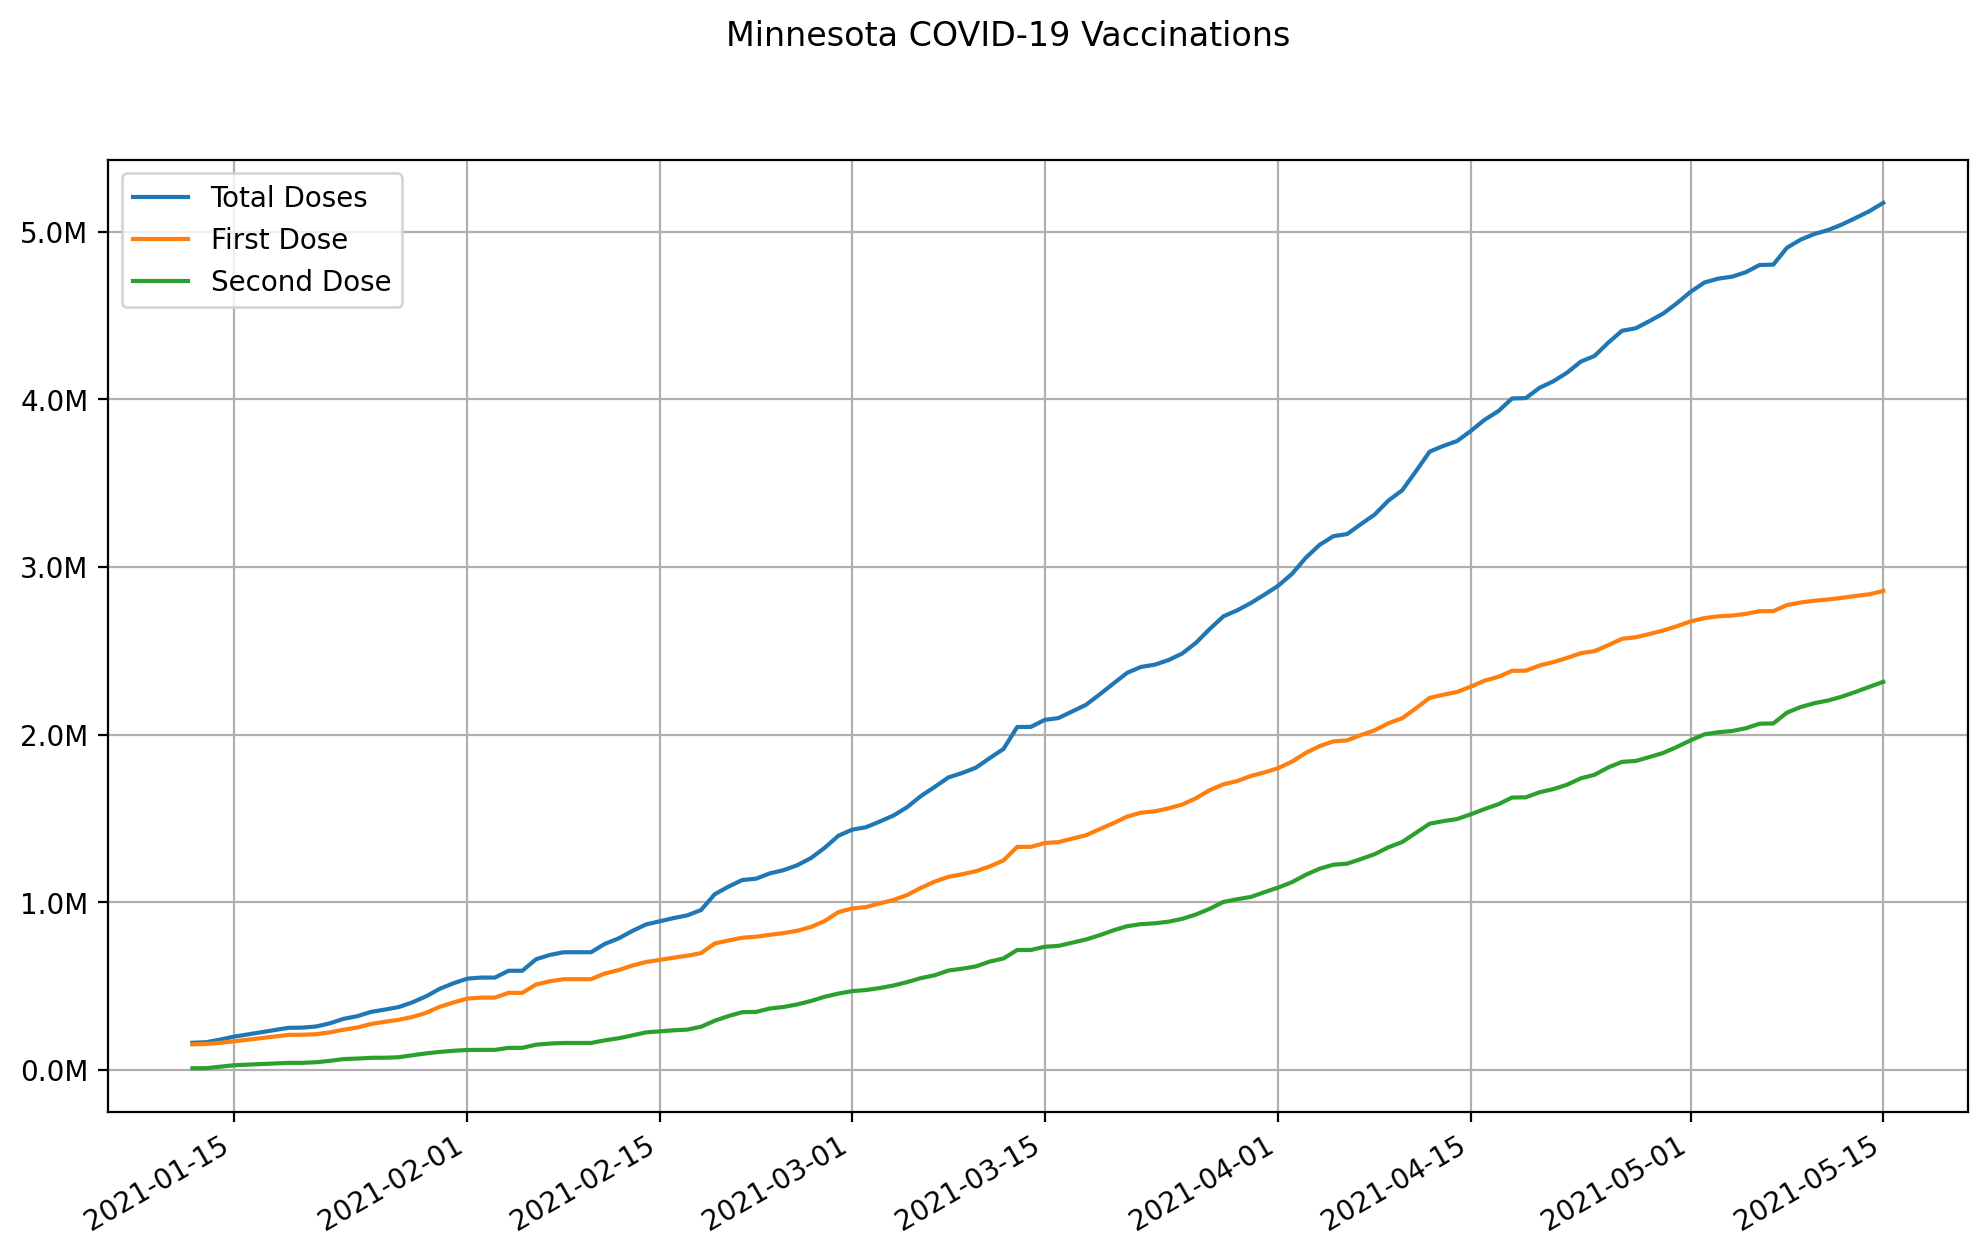 Minnesota COVID-19 Vaccinations
Total Doses
First Dose
Second Dose
5.0M
4.0M
3.0M
2.0M
1.0M
0.0M
2021-01-15
2021-02-01
2021-02-15
2021-03-01
2021-03-15
2021-04-01
2021-04-15
2021-05-01
2021-05-15